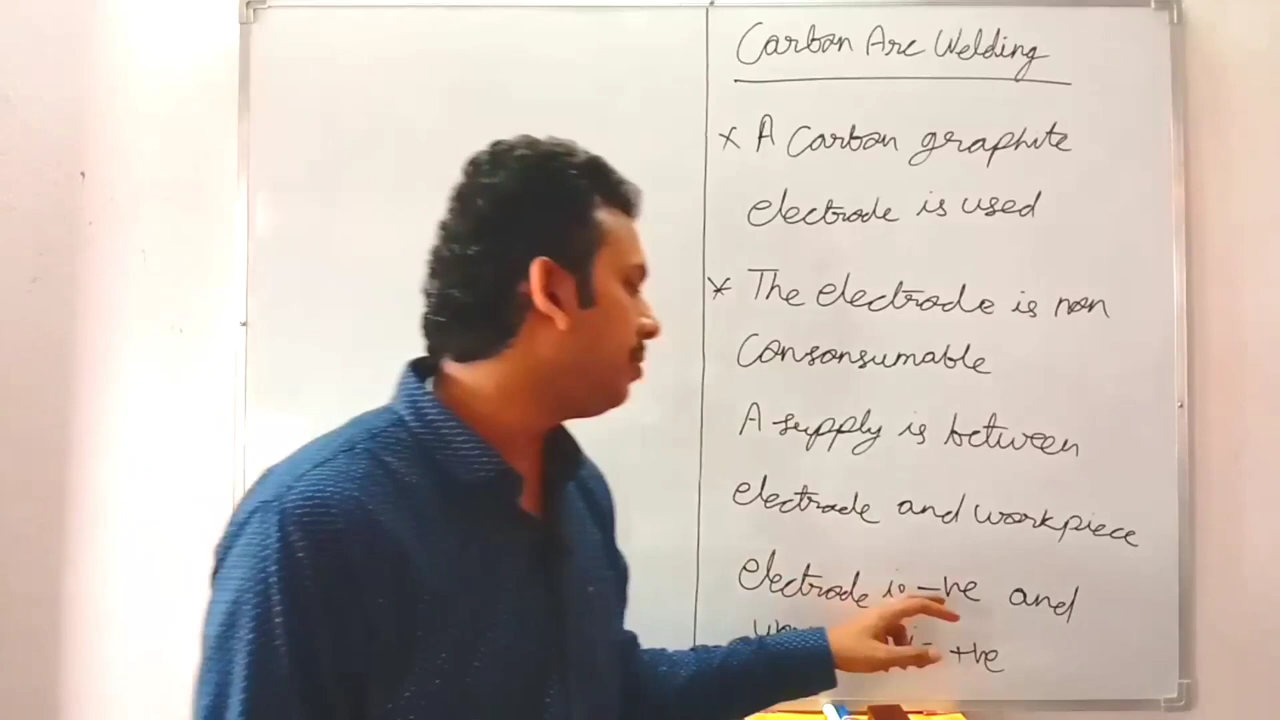 Carbon Arc Welding
* A Carbon graphite
electrode is used
* The electrode is non
Consonsumable
A supply is between
electrode and workpiece
electrode is -ve and
+ve